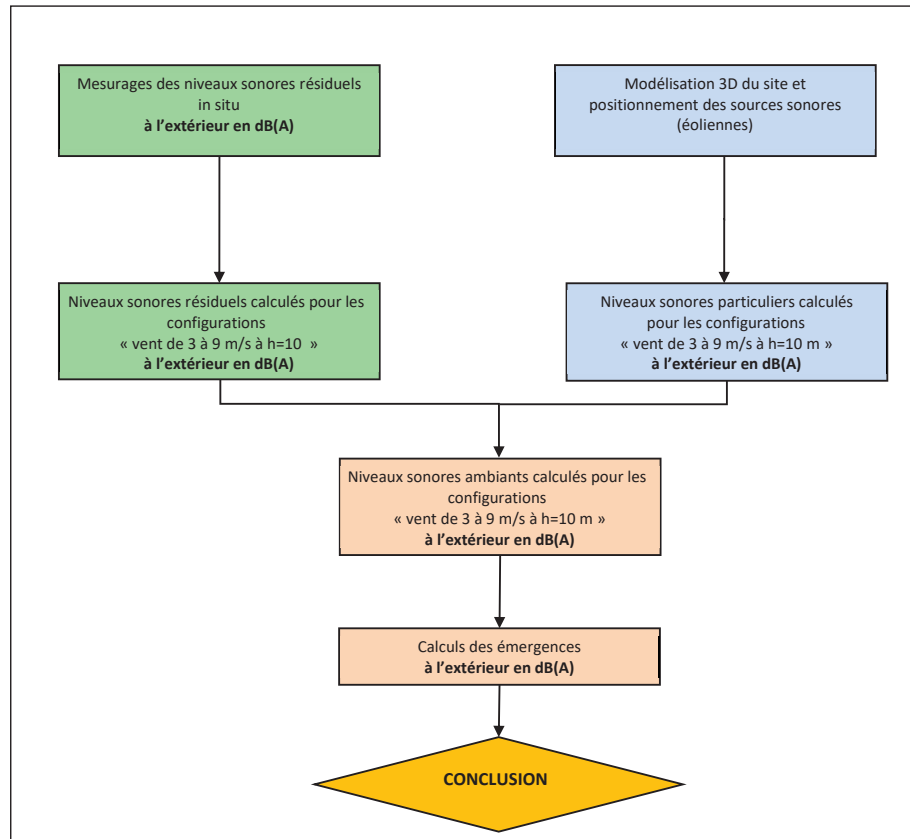 Mesurages des niveaux sonores résiduels
in situ
à l'extérieur en dB(A)
Modélisation 3D du site et
positionnement des sources sonores
(éoliennes)
Niveaux sonores résiduels calculés pour les
configurations
« vent de 3 à 9 m/s à h=10  »
à l'extérieur en dB(A)
Niveaux sonores particuliers calculés
pour les configurations
« vent de 3 à 9 m/s à h=10 m »
à l'extérieur en dB(A)
Niveaux sonores ambiants calculés pour les
configurations
« vent de 3 à 9 m/s à h=10 m »
à l'extérieur en dB(A)
Calculs des émergences
à l'extérieur en dB(A)
CONCLUSION